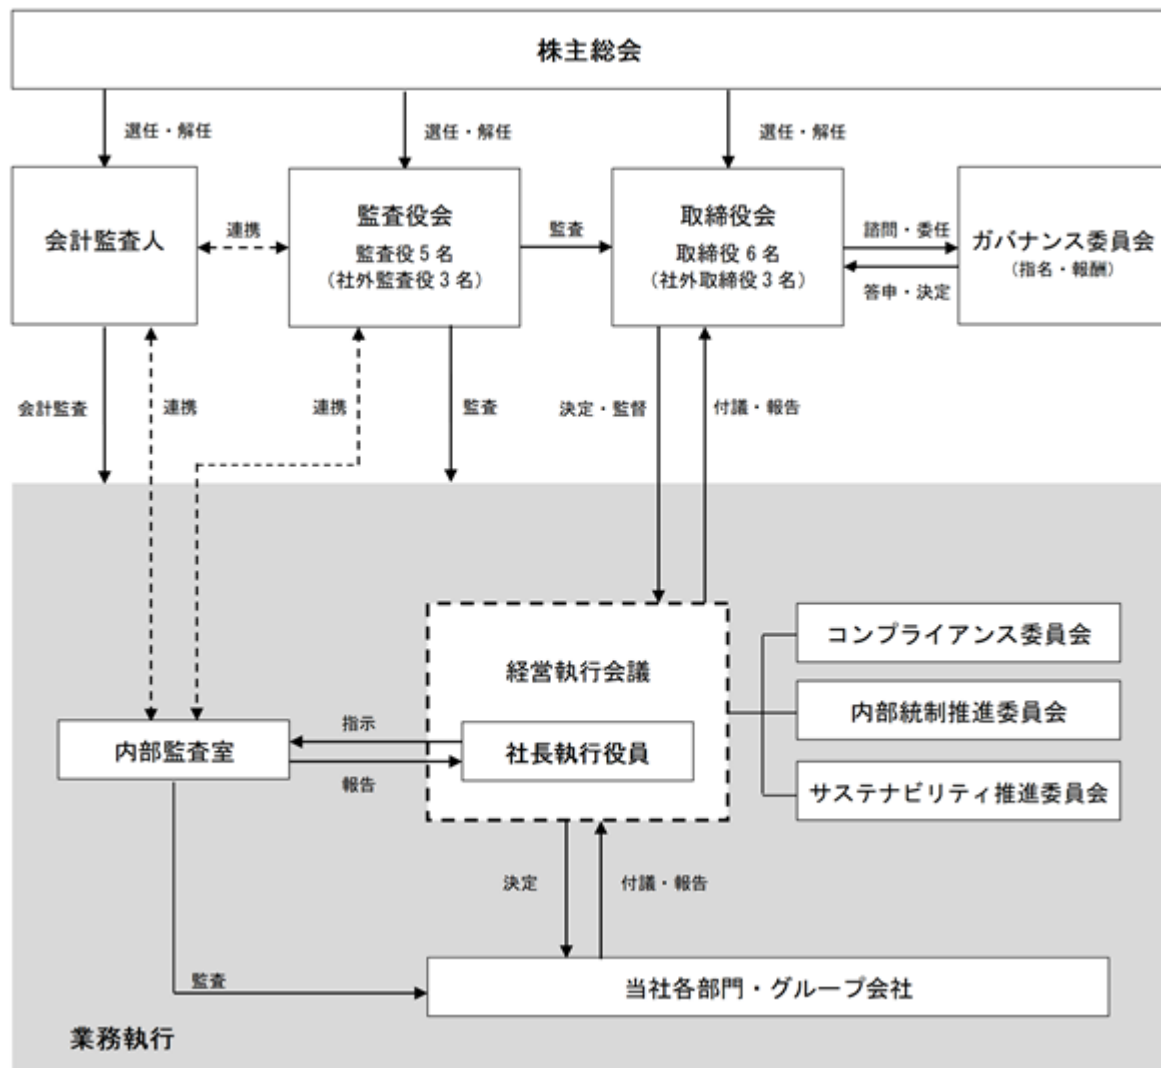 株主総会
選任・解任
選任・解任
選任・解任
会計監査人
連携
監査役会
監査役 5 名
（社外監査役 3 名）
監査
取締役会
取締役 6 名
（社外取締役 3 名）
諮問・委任
答申・決定
ガバナンス委員会
（指名・報酬）
会計監査
連携
連携
監査
決定・監督
付議・報告
経営執行会議
社長執行役員
コンプライアンス委員会
内部統制推進委員会
サステナビリティ推進委員会
内部監査室
指示
報告
決定
付議・報告
監査
当社各部門・グループ会社
業務執行